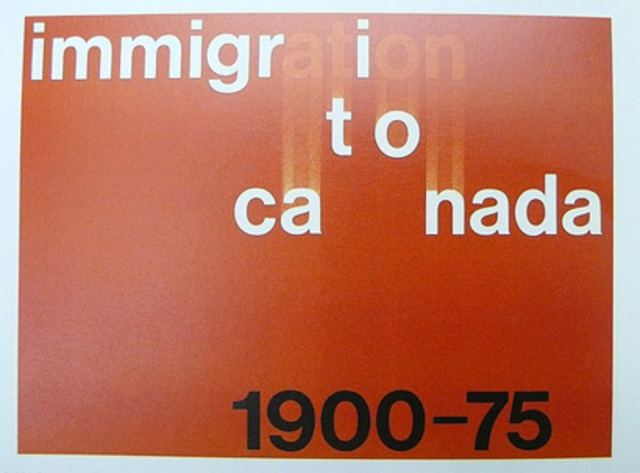 immigration
to
ca nada
1900-75